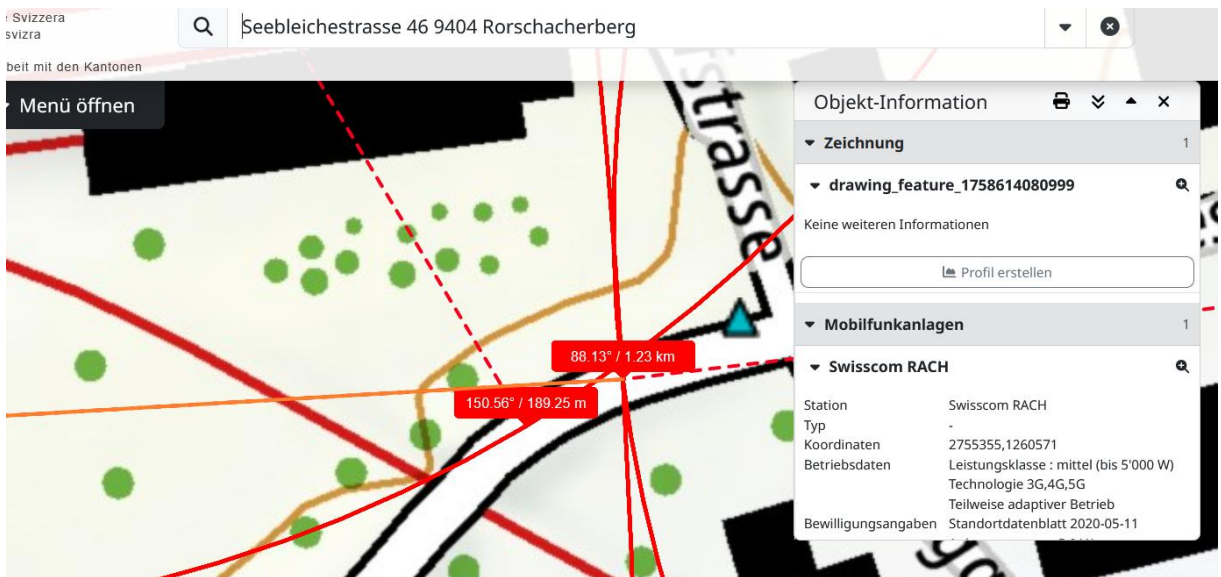 e Svizzera
svizra
Seebleichestrasse 46 9404 Rorschacherberg
beit mit den Kantonen
Menü öffnen
strasse
88.13° / 1.23 km
150.56° / 189.25 m
Objekt-Information
Zeichnung 1
drawing_feature_1758614080999
Keine weiteren Informationen
Profil erstellen
Mobilfunkanlagen 1
Swisscom RACH
Station Swisscom RACH
Typ -
Koordinaten 2755355,1260571
Betriebsdaten Leistungsklasse : mittel (bis 5'000 W)
Technologie 3G,4G,5G
Teilweise adaptiver Betrieb
Bewilligungsangaben Standortdatenblatt 2020-05-11